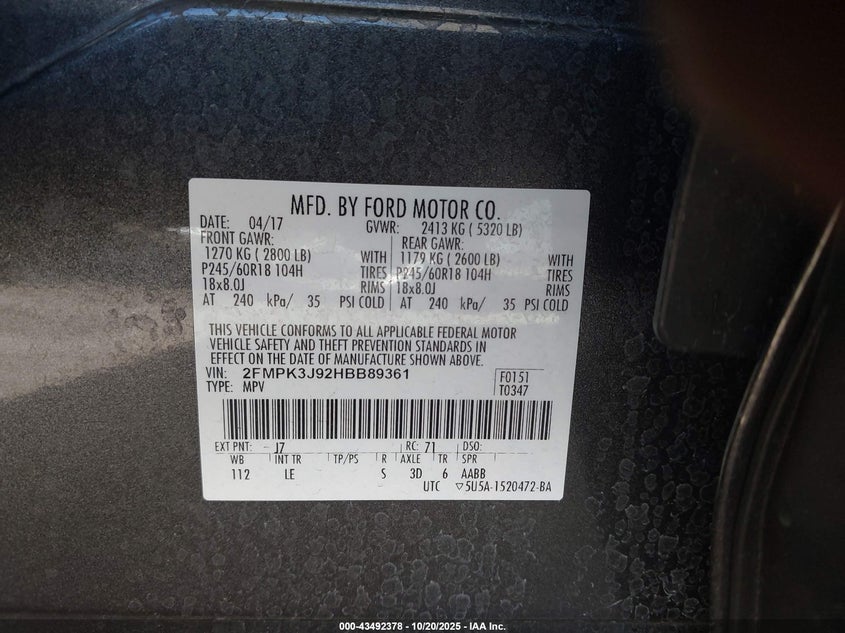 MFD. BY FORD MOTOR CO.
DATE: 04/17 GVWR: 2413 KG ( 5320 LB)
FRONT GAWR: REAR GAWR:
1270 KG ( 2800 LB) WITH 1179 KG ( 2600 LB) WITH
P245/60R18 104H TIRES P245/60R18 104H TIRES
18x8.0J RIMS 18x8.0J RIMS
AT 240 kPa/ 35 PSI COLD AT 240 kPa/ 35 PSI COLD
THIS VEHICLE CONFORMS TO ALL APPLICABLE FEDERAL MOTOR
VEHICLE SAFETY AND THEFT PREVENTION STANDARDS IN
EFFECT ON THE DATE OF MANUFACTURE SHOWN ABOVE.
VIN: 2FMPK3J92HBB89361 F0151
TYPE: MPV T0347
EXT PNT: J7 RC: 71 DSO:
WB INT TR TP/PS R AXLE TR SPR
112 LE S 3D 6 AABB
UTC ▽5U5A-1520472-BA
000-43492378 - 10/20/2025 - IAA Inc.